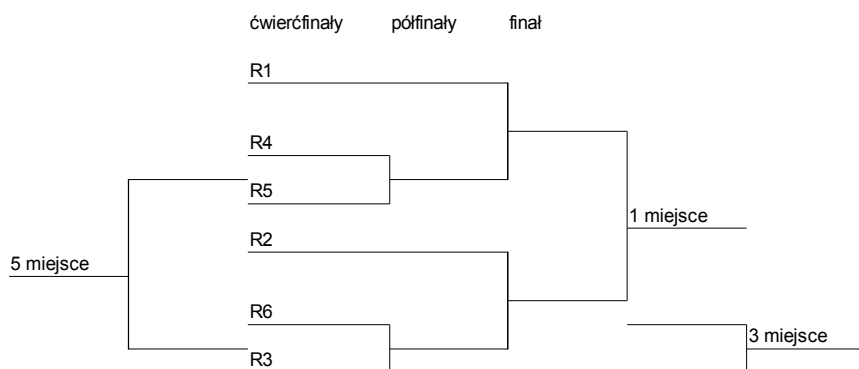 ćwierćfinały półfinały finał
R1
R4
R5
1 miejsce
R2
5 miejsce
R6
3 miejsce
R3